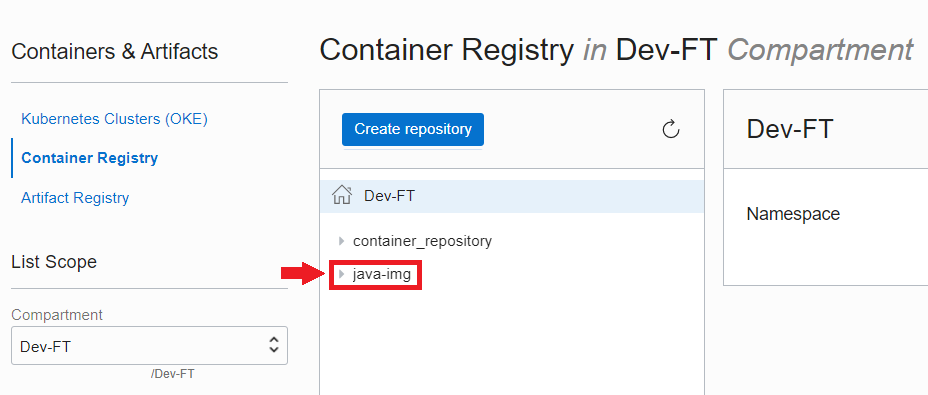 Containers & Artifacts
Kubernetes Clusters (OKE)
Container Registry
Artifact Registry
List Scope
Compartment
Dev-FT
/Dev-FT
Container Registry in Dev-FT Compartment
Create repository
Dev-FT
container_repository
java-img
Dev-FT
Namespace